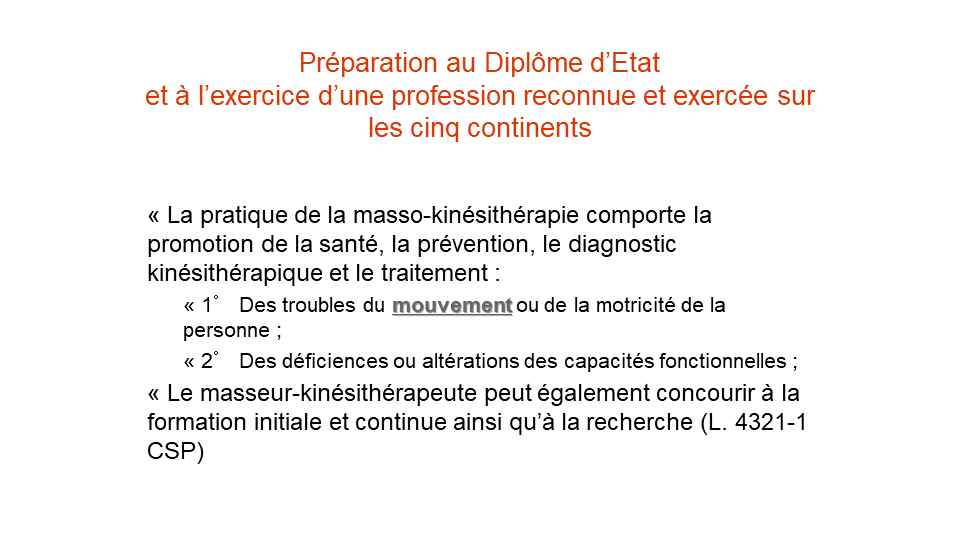 Préparation au Diplôme d’Etat
et à l’exercice d’une profession reconnue et exercée sur
les cinq continents
« La pratique de la masso-kinésithérapie comporte la
promotion de la santé, la prévention, le diagnostic
kinésithérapique et le traitement :
« 1° Des troubles du mouvement ou de la motricité de la
personne ;
« 2° Des déficiences ou altérations des capacités fonctionnelles ;
« Le masseur-kinésithérapeute peut également concourir à la
formation initiale et continue ainsi qu’à la recherche (L. 4321-1
CSP)